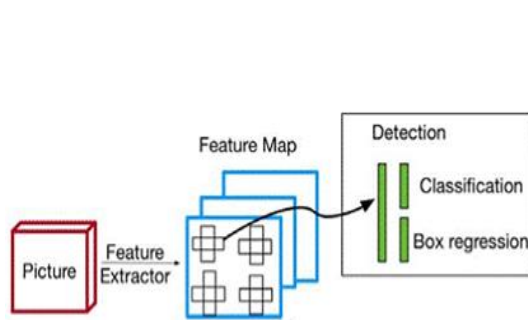 Picture
Feature
Extractor
Feature Map
Detection
Classification
Box regression